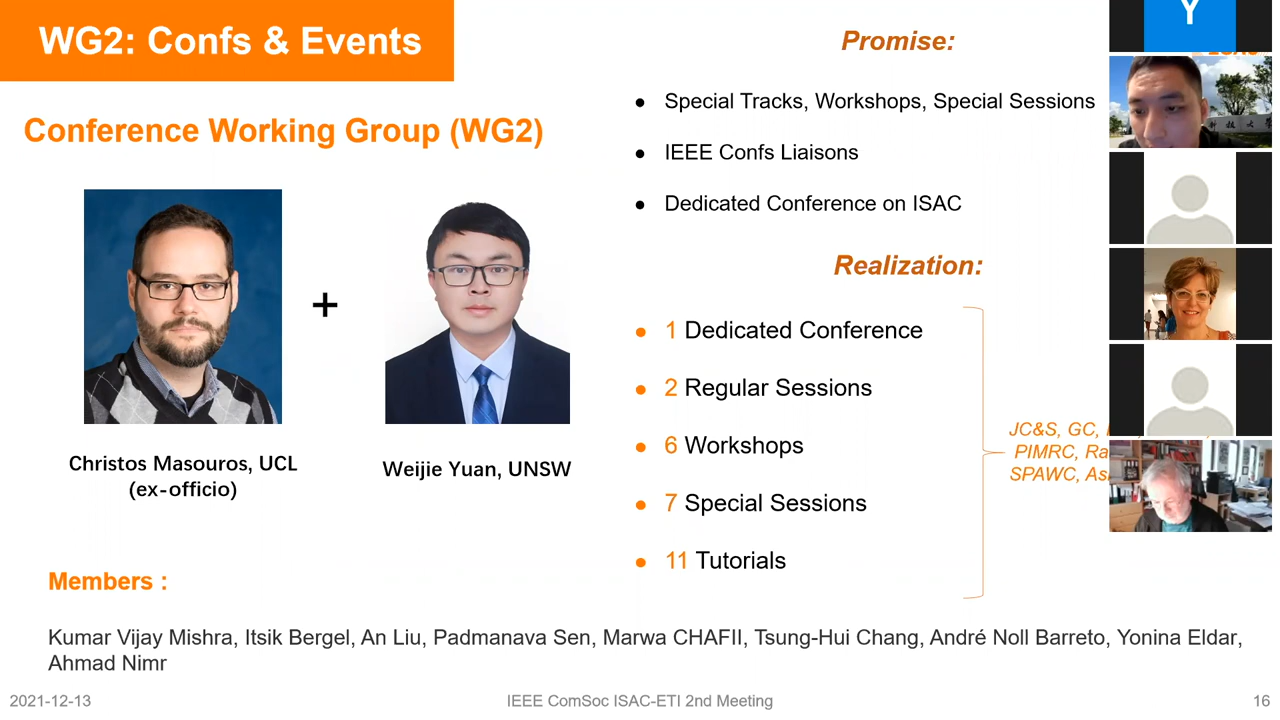 WG2: Confs & Events
Conference Working Group (WG2)
+
Christos Masouros, UCL
(ex-officio)
Weijie Yuan, UNSW
Promise:
● Special Tracks, Workshops, Special Sessions
● IEEE Confs Liaisons
● Dedicated Conference on ISAC
Realization:
● 1 Dedicated Conference
● 2 Regular Sessions
● 6 Workshops
● 7 Special Sessions
● 11 Tutorials
JC&S, GC,
PIMRC,
SPAWC,
Y
科技大学
Members :
Kumar Vijay Mishra, Itsik Bergel, An Liu, Padmanava Sen, Marwa CHAFII, Tsung-Hui Chang, André Noll Barreto, Yonina Eldar,
Ahmad Nimr
2021-12-13
IEEE ComSoc ISAC-ETI 2nd Meeting
16